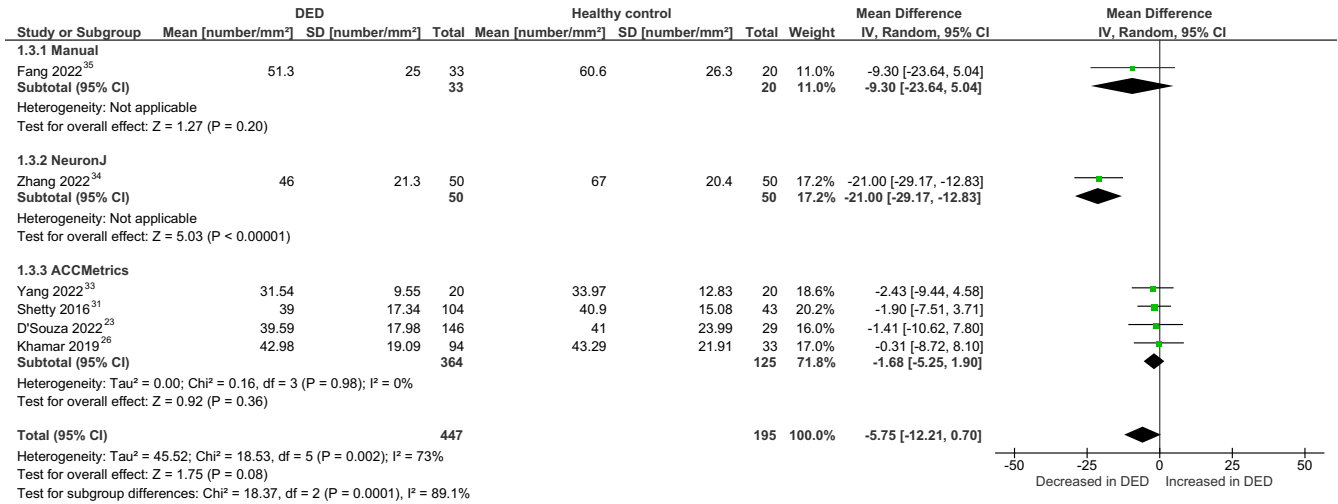 DED Healthy control Mean Difference Mean Difference
Study or Subgroup Mean [number/mm²] SD [number/mm²] Total Mean [number/mm²] SD [number/mm²] Total Weight IV, Random, 95% CI IV, Random, 95% CI
1.3.1 Manual
Fang 2022³⁵ 51.3 25 33 60.6 26.3 20 11.0% -9.30 [-23.64, 5.04]
Subtotal (95% CI) 33 20 11.0% -9.30 [-23.64, 5.04]
Heterogeneity: Not applicable
Test for overall effect: Z = 1.27 (P = 0.20)
1.3.2 NeuronJ
Zhang 2022³⁴ 46 21.3 50 67 20.4 50 17.2% -21.00 [-29.17, -12.83]
Subtotal (95% CI) 50 50 17.2% -21.00 [-29.17, -12.83]
Heterogeneity: Not applicable
Test for overall effect: Z = 5.03 (P < 0.00001)
1.3.3 ACCMetrics
Yang 2022³³ 31.54 9.55 20 33.97 12.83 20 18.6% -2.43 [-9.44, 4.58]
Shetty 2016³¹ 39 17.34 104 40.9 15.08 43 20.2% -1.90 [-7.51, 3.71]
D'Souza 2022²³ 39.59 17.98 146 41 23.99 29 16.0% -1.41 [-10.62, 7.80]
Khamar 2019²⁶ 42.98 19.09 94 43.29 21.91 33 17.0% -0.31 [-8.72, 8.10]
Subtotal (95% CI) 364 125 71.8% -1.68 [-5.25, 1.90]
Heterogeneity: Tau² = 0.00; Chi² = 0.16, df = 3 (P = 0.98); I² = 0%
Test for overall effect: Z = 0.92 (P = 0.36)
Total (95% CI) 447 195 100.0% -5.75 [-12.21, 0.70]
Heterogeneity: Tau² = 45.52; Chi² = 18.53, df = 5 (P = 0.002); I² = 73%
Test for overall effect: Z = 1.75 (P = 0.08)
Test for subgroup differences: Chi² = 18.37, df = 2 (P = 0.0001), I² = 89.1%
-50 -25 0 25 50
Decreased in DED Increased in DED